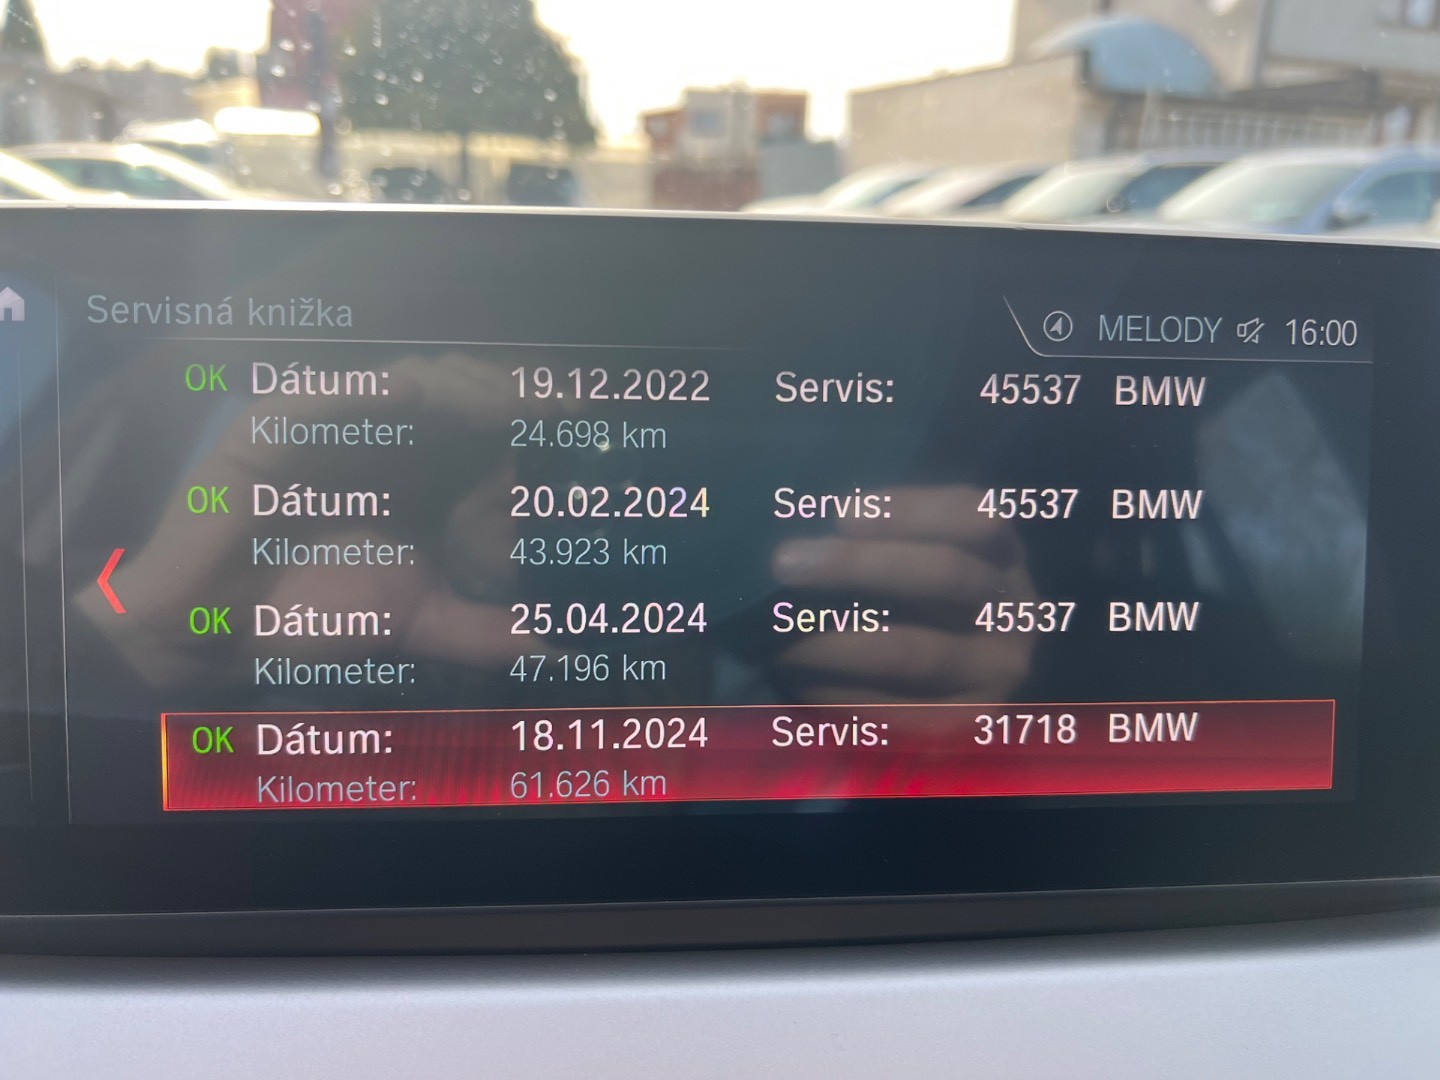 Servisná knižka
MELODY 16:00
OK Dátum: 19.12.2022 Servis: 45537 BMW
Kilometer: 24.698 km
OK Dátum: 20.02.2024 Servis: 45537 BMW
Kilometer: 43.923 km
OK Dátum: 25.04.2024 Servis: 45537 BMW
Kilometer: 47.196 km
OK Dátum: 18.11.2024 Servis: 31718 BMW
Kilometer: 61.626 km